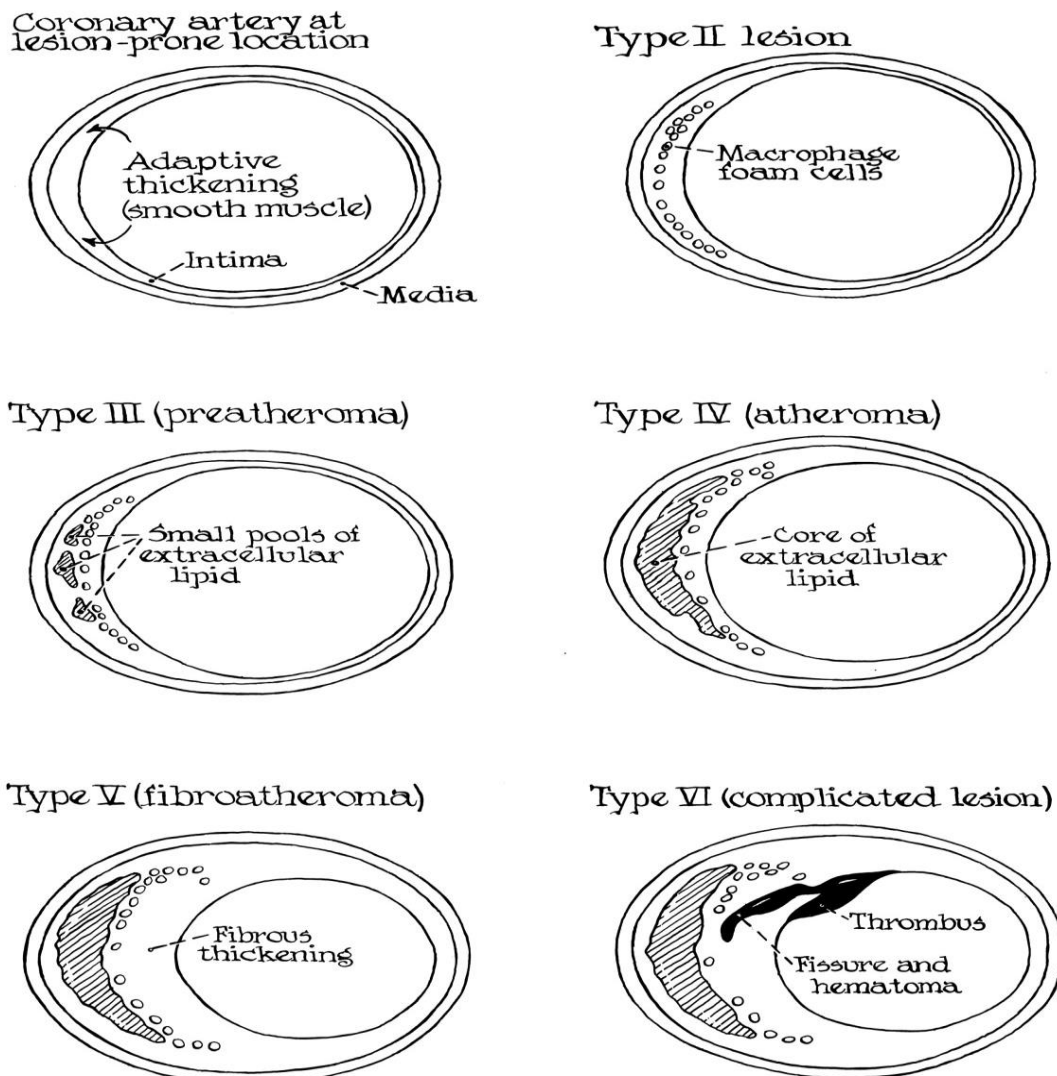 Coronary artery at
lesion-prone location
Adaptive
thickening
(smooth muscle)
Intima
Media
Type II lesion
Macrophage
foam cells
Type III (preatheroma)
Small pools of
extracellular
lipid
Type IV (atheroma)
Core of
extracellular
lipid
Type V (fibroatheroma)
Fibrous
thickening
Type VI (complicated lesion)
Thrombus
Fissure and
hematoma